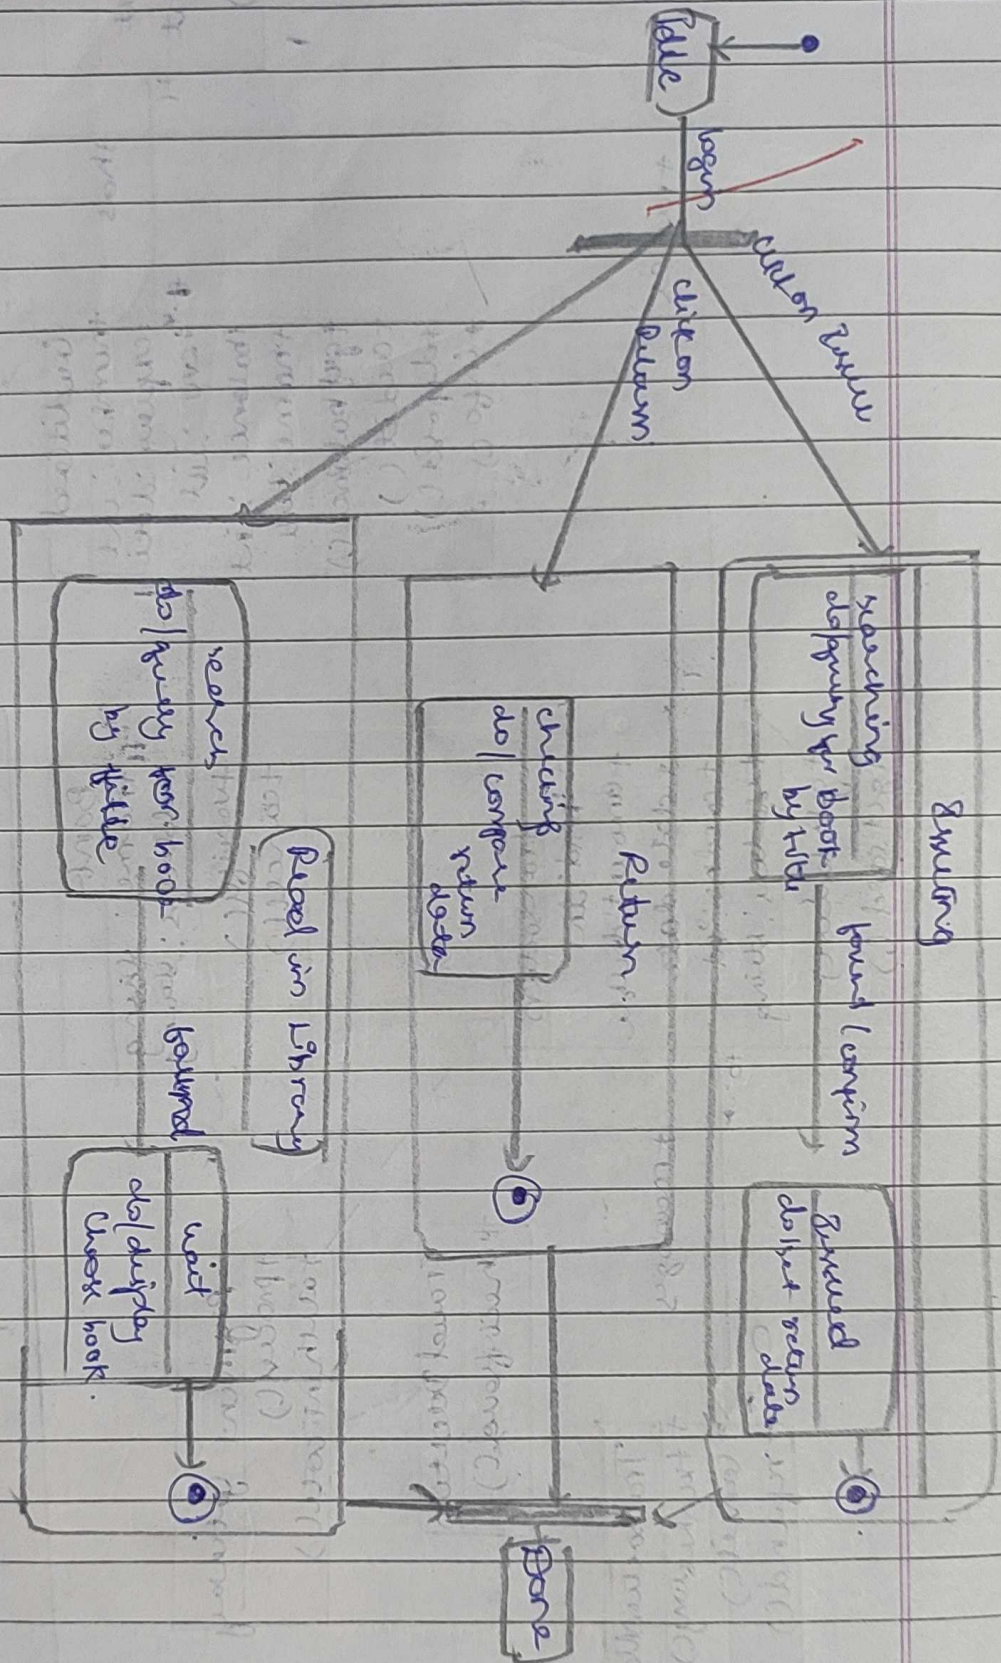 Idle
login
click on Issue
click on
Return
Issuing
searching
do/query for book
by title
found / confirm
Issued
do/set return
date
Return
checking
do/ compare
return
data
Read in Library
search
do/query for book
by title
found
wait
do/display
choose book.
Done